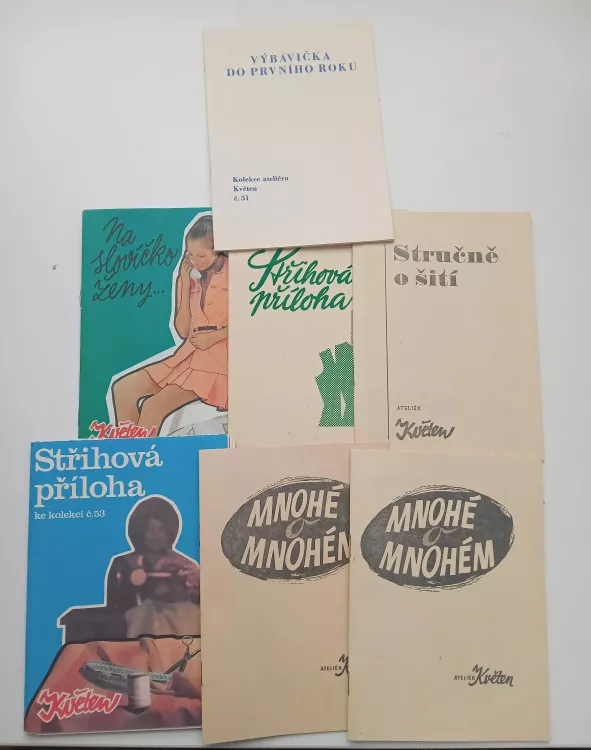 VÝBAVIČKA
DO PRVNÍHO ROKU
Kolekce ateliéru
Květen
č. 51
Na
slovíčko
ženy...
Květen
Střihová
příloha
Stručně
o šití
ATELIÉR
Květen
Střihová
příloha
ke kolekci č.53
Květen
MNOHÉ
o
MNOHÉM
ATELIÉR
MNOHÉ
o
MNOHÉM
ATELIÉR Květen